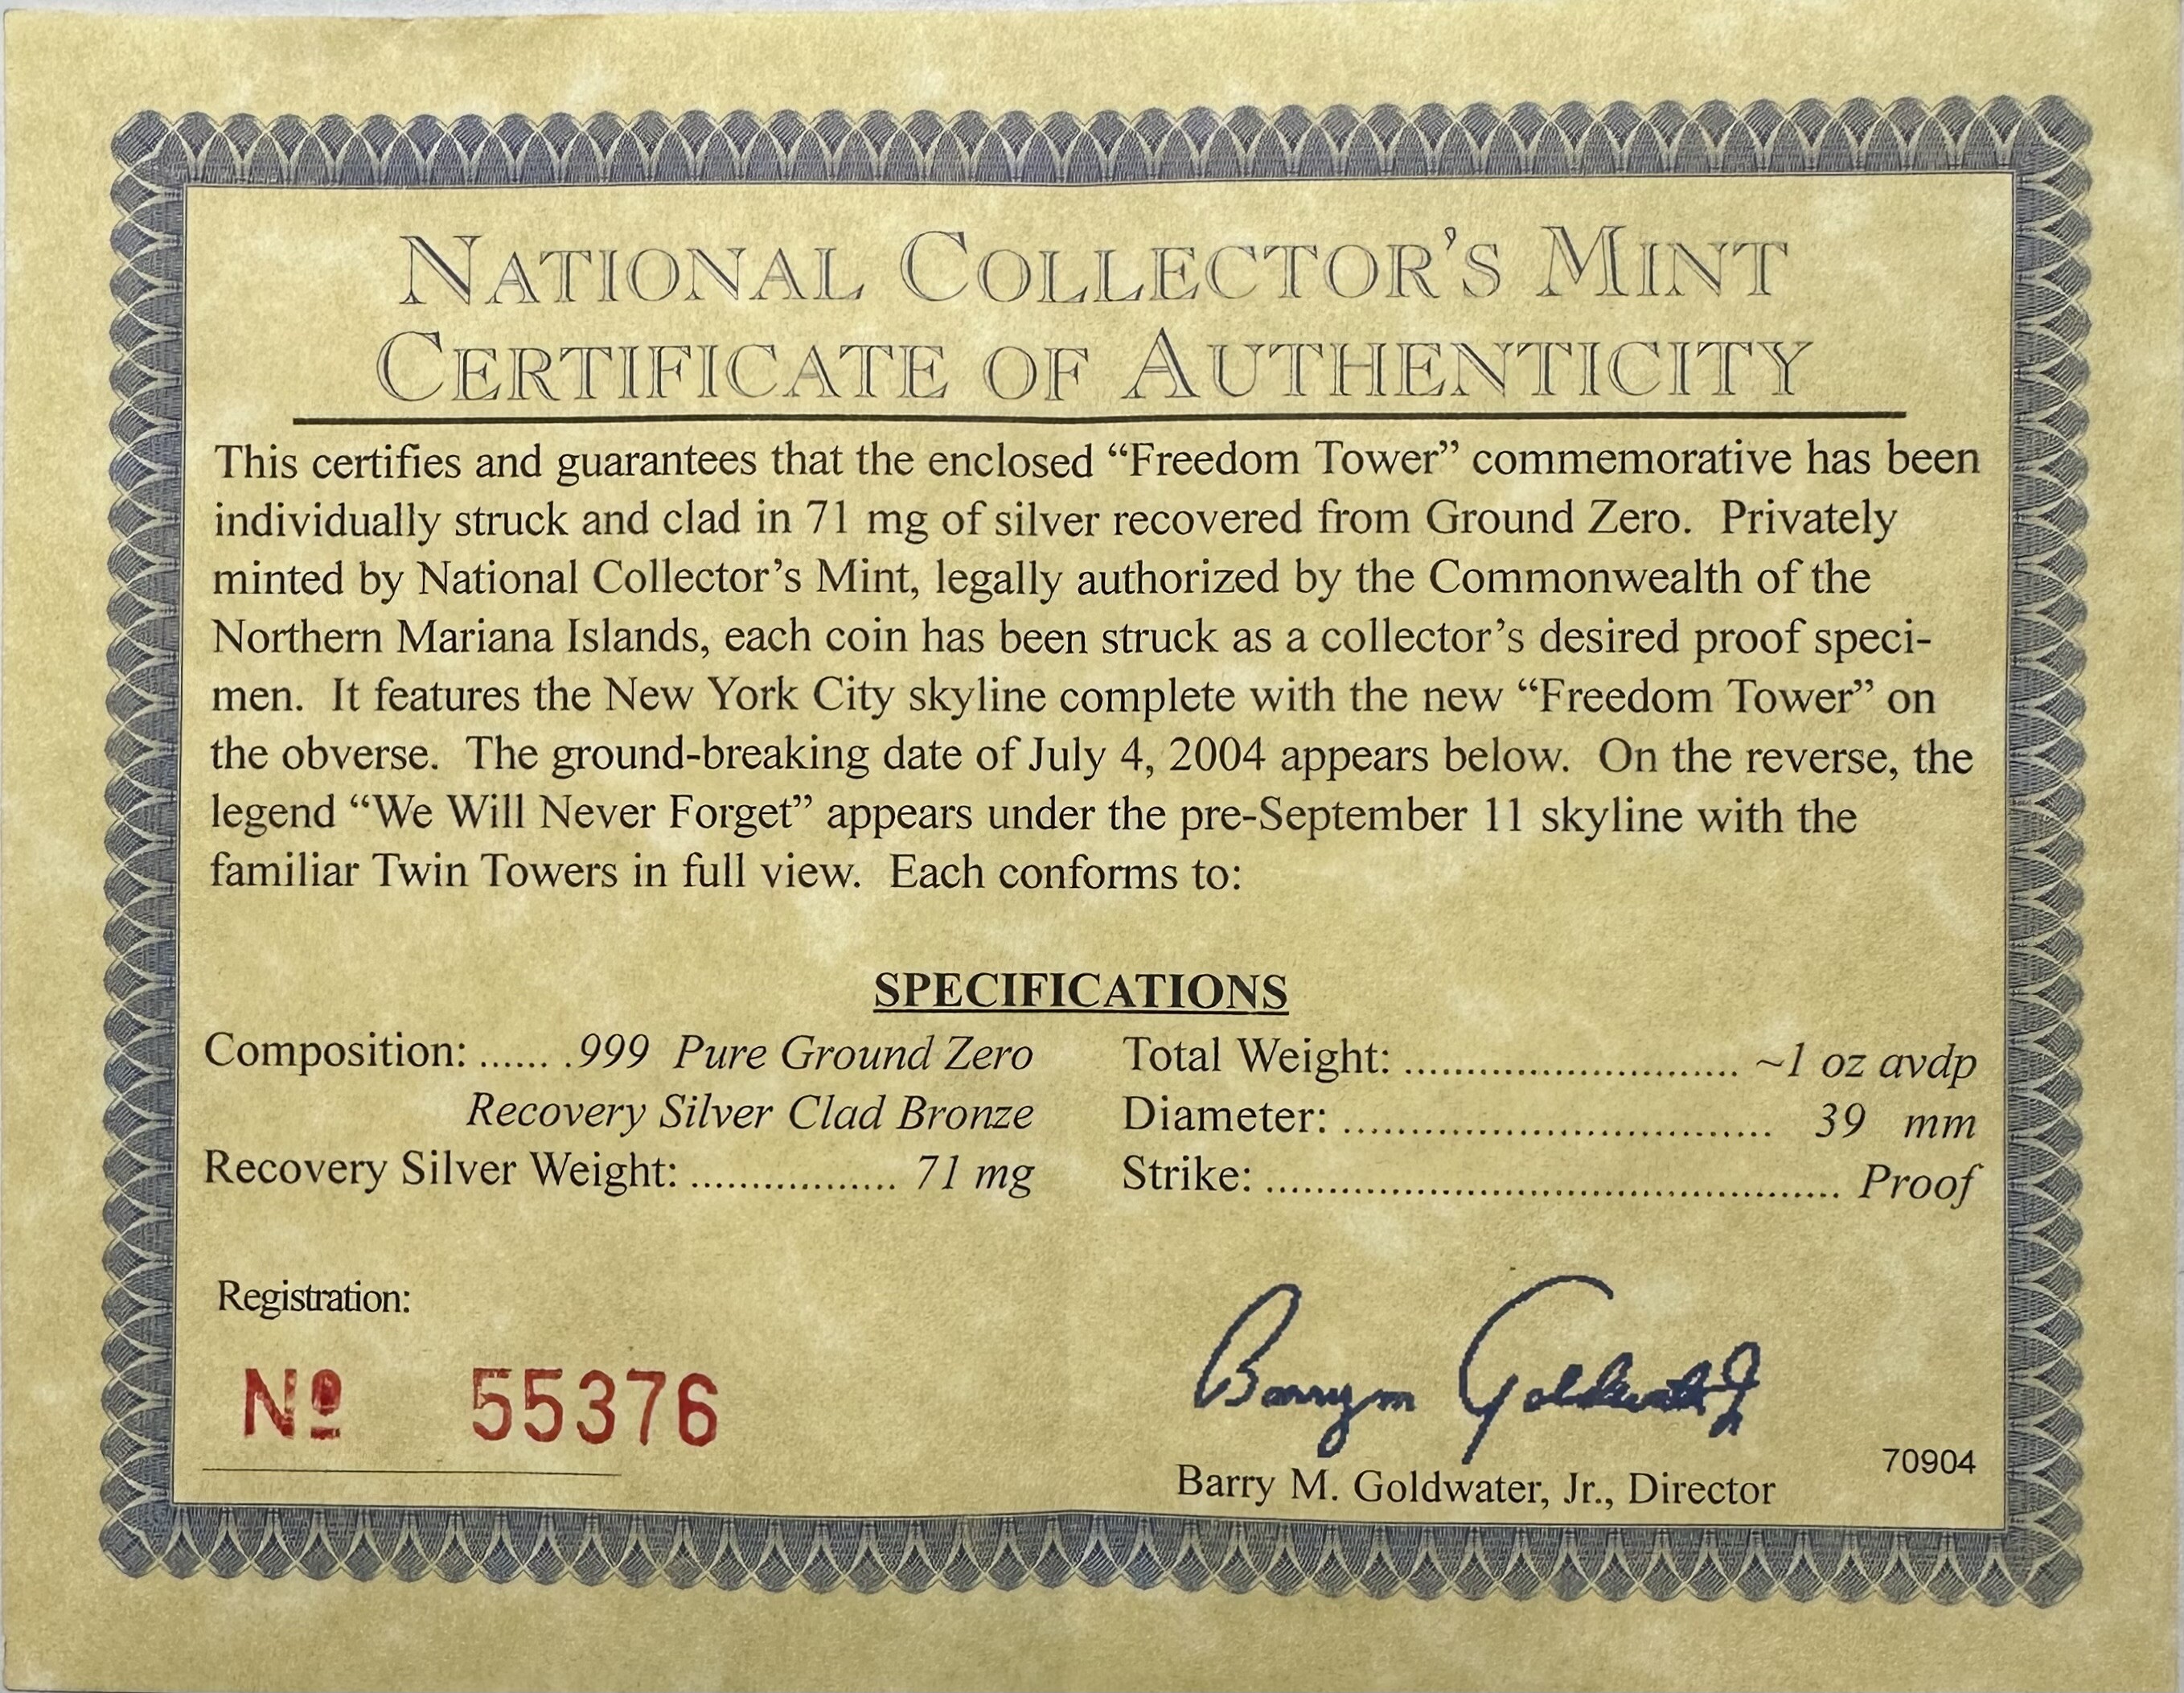 NATIONAL COLLECTOR'S MINT
CERTIFICATE OF AUTHENTICITY
This certifies and guarantees that the enclosed “Freedom Tower” commemorative has been
individually struck and clad in 71 mg of silver recovered from Ground Zero.  Privately
minted by National Collector’s Mint, legally authorized by the Commonwealth of the
Northern Mariana Islands, each coin has been struck as a collector’s desired proof speci-
men.  It features the New York City skyline complete with the new “Freedom Tower” on
the obverse.  The ground-breaking date of July 4, 2004 appears below.  On the reverse, the
legend “We Will Never Forget” appears under the pre-September 11 skyline with the
familiar Twin Towers in full view.  Each conforms to:
SPECIFICATIONS
Composition: ...... .999 Pure Ground Zero
Recovery Silver Clad Bronze
Recovery Silver Weight: ................. 71 mg
Total Weight: ........................... ~1 oz avdp
Diameter: .................................. 39 mm
Strike: .............................................. Proof
Registration:
Nº 55376
Barry M Goldwater Jr
Barry M. Goldwater, Jr., Director
70904